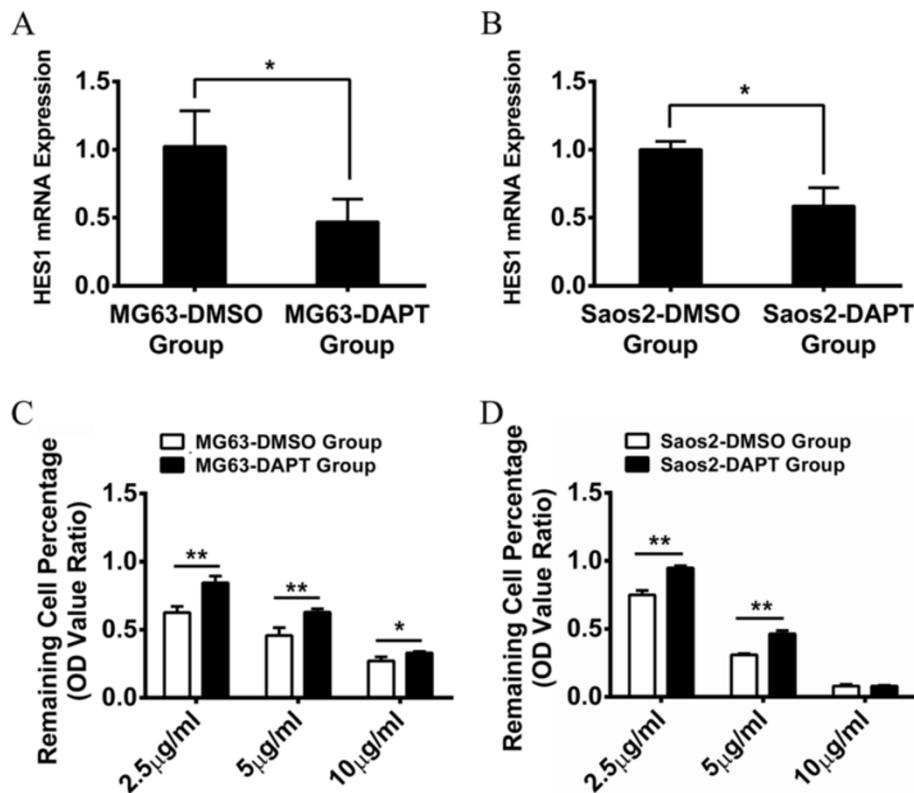 A
HES1 mRNA Expression
1.5
1.0
0.5
0.0
*
MG63-DMSO Group
MG63-DAPT Group
B
HES1 mRNA Expression
1.5
1.0
0.5
0.0
*
Saos2-DMSO Group
Saos2-DAPT Group
C
MG63-DMSO Group
MG63-DAPT Group
Remaining Cell Percentage
(OD Value Ratio)
1.5
1.0
0.5
0.0
**
**
*
2.5μg/ml
5μg/ml
10μg/ml
D
Saos2-DMSO Group
Saos2-DAPT Group
Remaining Cell Percentage
(OD Value Ratio)
1.5
1.0
0.5
0.0
**
**
2.5μg/ml
5μg/ml
10μg/ml